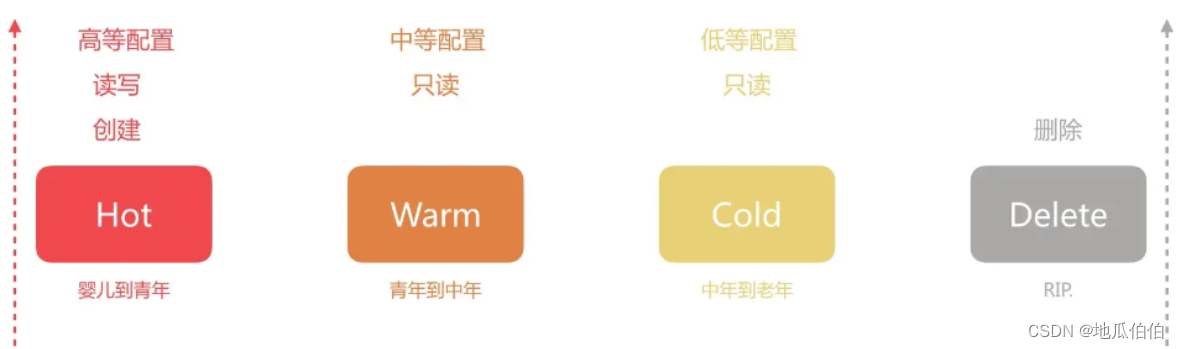 高等配置
中等配置
低等配置
读写
只读
只读
创建
删除
Hot
Warm
Cold
Delete
婴儿到青年
青年到中年
中年到老年
RIP.
CSDN @地瓜伯伯